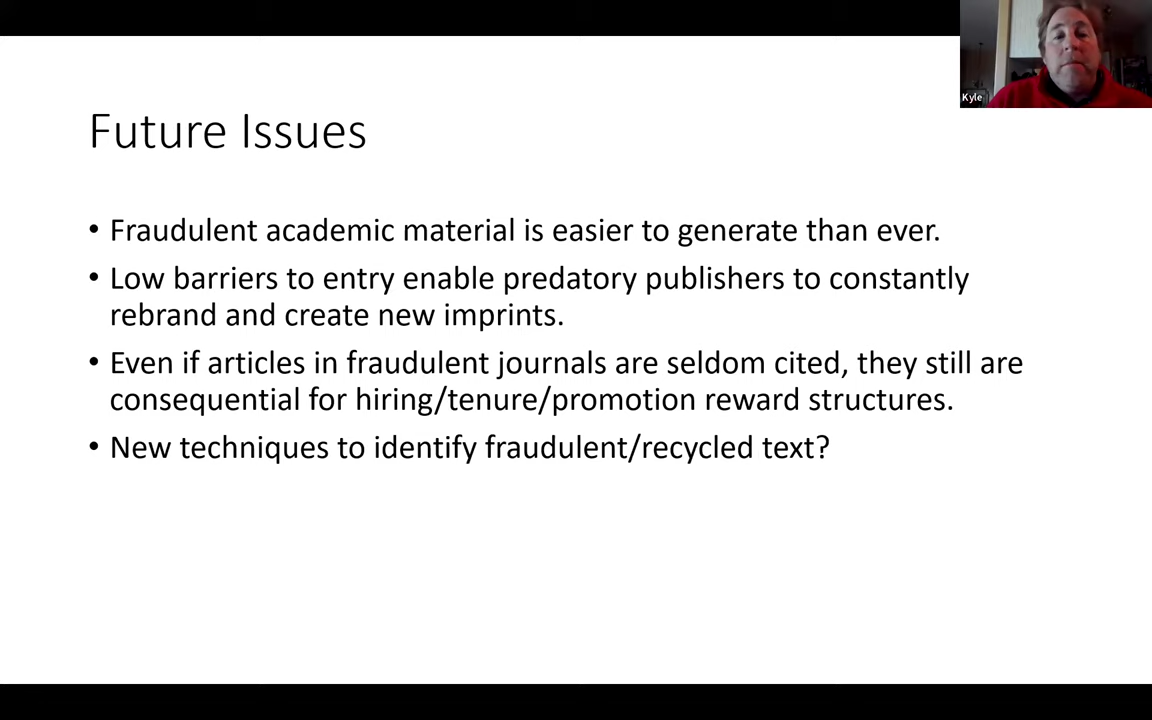 Kyle
Future Issues
• Fraudulent academic material is easier to generate than ever.
• Low barriers to entry enable predatory publishers to constantly
rebrand and create new imprints.
• Even if articles in fraudulent journals are seldom cited, they still are
consequential for hiring/tenure/promotion reward structures.
• New techniques to identify fraudulent/recycled text?